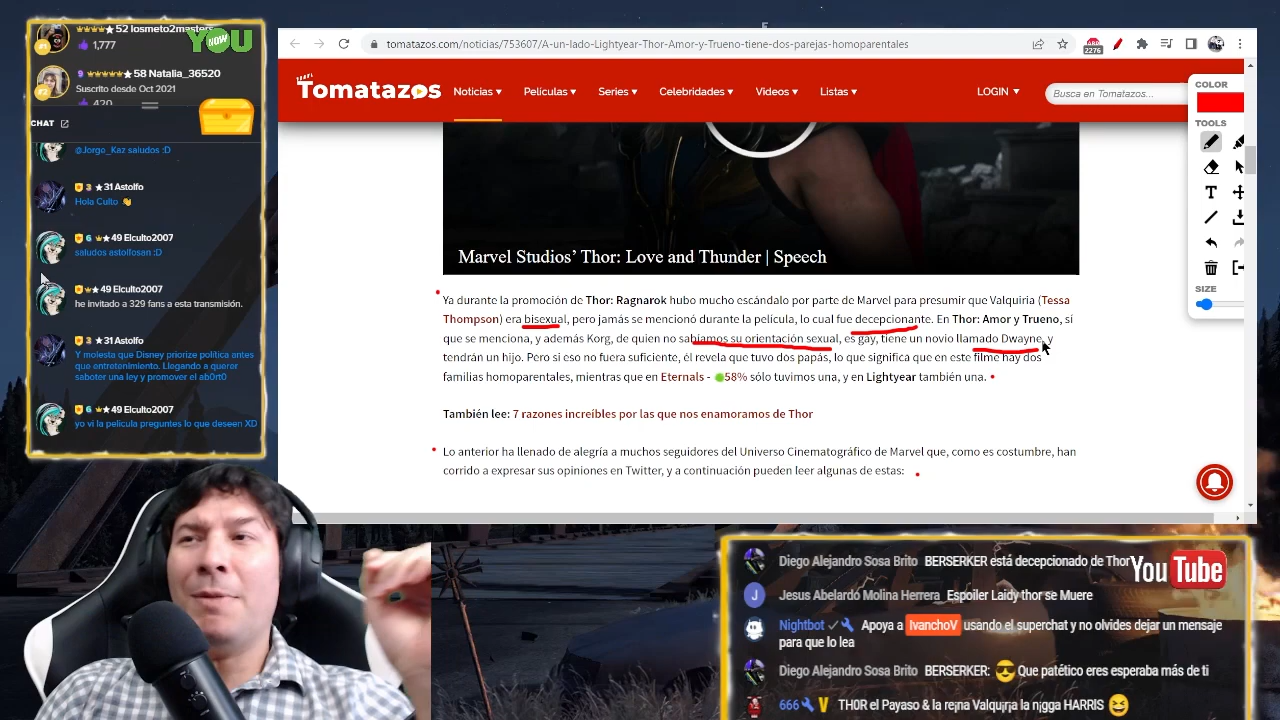 52 losmeto2masters
1,777
YOU NOW
9 58 Natalia_36520
Suscrito desde Oct 2021
420
CHAT
@Jorge_Kaz saludos :D
3 31 Astolfo
Hola Culto 👏
6 49 Elculto2007
saludos astolfosan :D
49 Elculto2007
he invitado a 329 fans a esta transmisión.
3 31 Astolfo
Y molesta que Disney priorize política antes
que entretenimiento. Llegando a querer
saboter una ley y promover el ab0rt0
6 49 Elculto2007
yo vi la pelicula preguntes lo que deseen XD
tomatazos.com/entradas/753607/A-un-lado-Lightyear-Thor-Amor-y-Trueno-tiene-dos-parejas-homoparentales
2276
Tomatazos
Noticias ▾ Películas ▾ Series ▾ Celebridades ▾ Videos ▾ Listas ▾ LOGIN ▾ Busca en Tomatazos...
COLOR
TOOLS
SIZE
Marvel Studios’ Thor: Love and Thunder | Speech
Ya durante la promoción de Thor: Ragnarok hubo mucho escándalo por parte de Marvel para presumir que Valquiria (Tessa
Thompson) es bisexual, pero jamás se mencionó durante la película, lo cual fue decepcionante. En Thor: Amor y Trueno, sí
que se menciona, y además Korg, de quien no sabíamos su orientación sexual, es gay, tiene un novio llamado Dwayne, y
tendrán un hijo. Pero si eso no fuese suficiente, él revela que tuvo dos papás, lo que señala que en este filme hay dos
familias homoparentales, mientras que en Eternals - 58% sólo tuvimos una, y en Lightyear también una.
También lee: 7 razones increíbles por las que nos enamoramos de Thor
Lo anterior ha llenado de alegría a muchos seguidores del Universo Cinematográfico de Marvel que, como es costumbre, han
corrido a expresar sus opiniones en Twitter, y a continuación pueden leer algunas de estas:
YouTube
Diego Alejandro Sosa Brito BERSERKER está decepcionado de Thor
J Jesus Abelardo Molina Herrera Espoiler Laidy thor se Muere
Nightbot Apoya a IvanchoV usando el superchat y no olvides dejar un mensaje
para que lo lea
Diego Alejandro Sosa Brito BERSERKER: 😎 Que patético eres esperaba más de ti
666 V THOR el Payaso & la rejna Valquiria la nigga HARRIS 😆